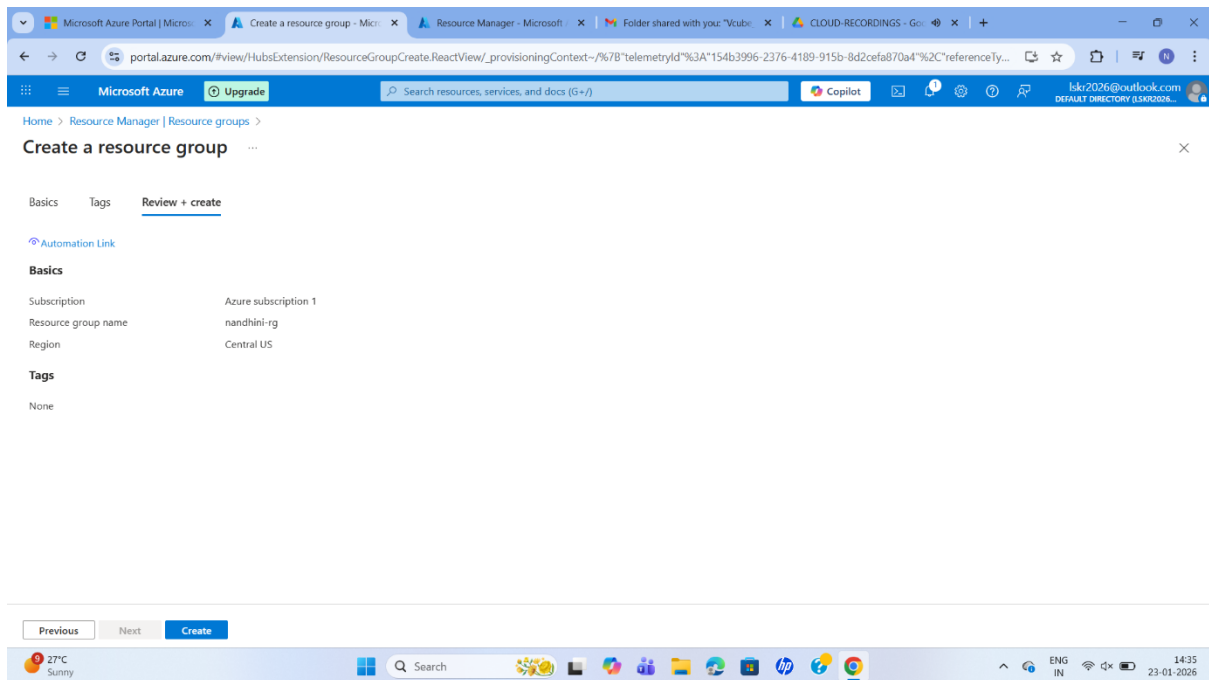 Microsoft Azure Portal | Micros
Create a resource group - Micr
Resource Manager - Microsoft
Folder shared with you: "Vcube
CLOUD-RECORDINGS - Goo
portal.azure.com/#view/HubsExtension/ResourceGroupCreate.ReactView/_provisioningContext~/%7B"telemetryId"%3A"154b3996-2376-4189-915b-8d2cefa870a4"%2C"referenceTy...
N
Microsoft Azure
Upgrade
Search resources, services, and docs (G+/)
Copilot
1
lskr2026@outlook.com
DEFAULT DIRECTORY (LSKR2026...
Home > Resource Manager | Resource groups >
Create a resource group ...
Basics Tags Review + create
Automation Link
Basics
Subscription Azure subscription 1
Resource group name nandhini-rg
Region Central US
Tags
None
Previous Next Create
9
27°C
Sunny
Search
hp
ENG
IN
14:35
23-01-2026